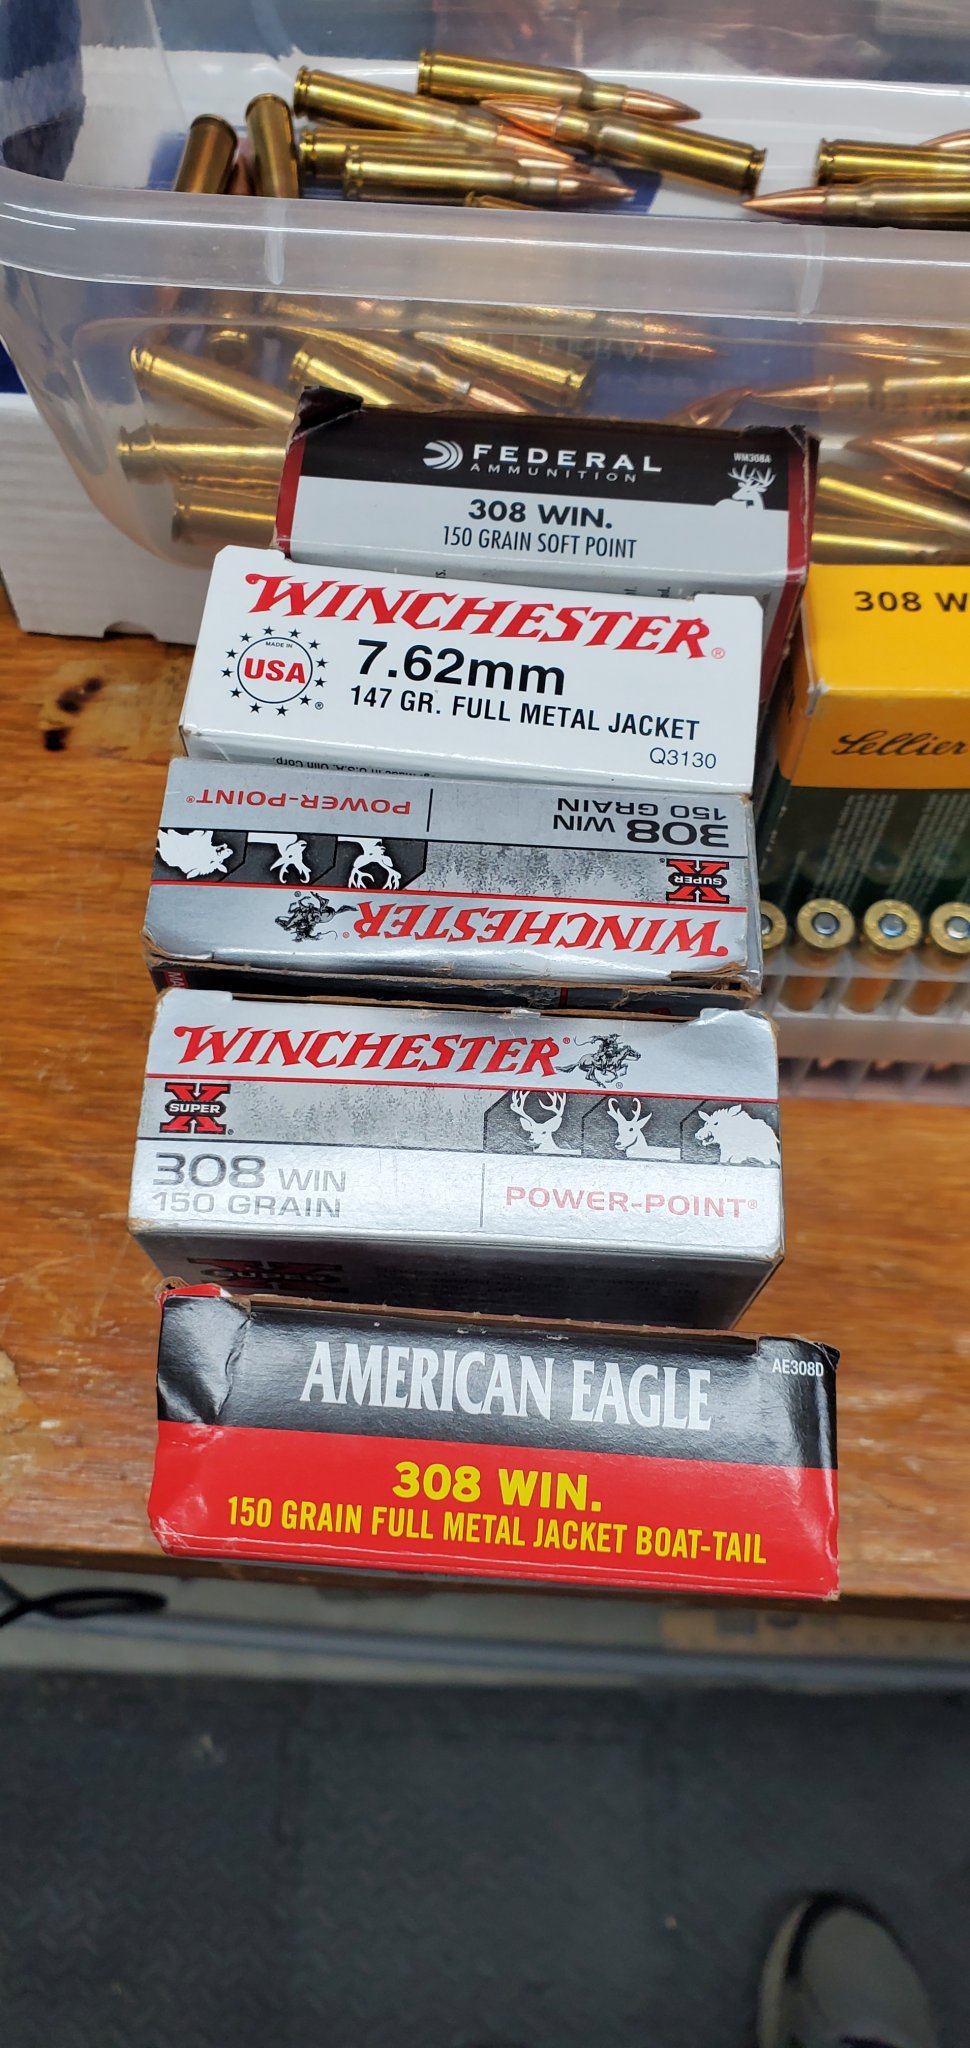 FEDERAL
AMMUNITION
WM308A
308 WIN.
150 GRAIN SOFT POINT
WINCHESTER®
MADE IN
USA
®
7.62mm
147 GR. FULL METAL JACKET
Q3130
308 W
Sellier
308 WIN
150 GRAIN
POWER-POINT®
SUPER X
WINCHESTER®
WINCHESTER®
SUPER X
308 WIN
150 GRAIN
POWER-POINT®
AMERICAN EAGLE
AE308D
308 WIN.
150 GRAIN FULL METAL JACKET BOAT-TAIL